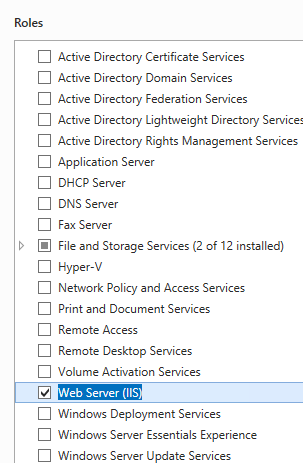 Roles
Active Directory Certificate Services
Active Directory Domain Services
Active Directory Federation Services
Active Directory Lightweight Directory Services
Active Directory Rights Management Services
Application Server
DHCP Server
DNS Server
Fax Server
File and Storage Services (2 of 12 installed)
Hyper-V
Network Policy and Access Services
Print and Document Services
Remote Access
Remote Desktop Services
Volume Activation Services
Web Server (IIS)
Windows Deployment Services
Windows Server Essentials Experience
Windows Server Update Services